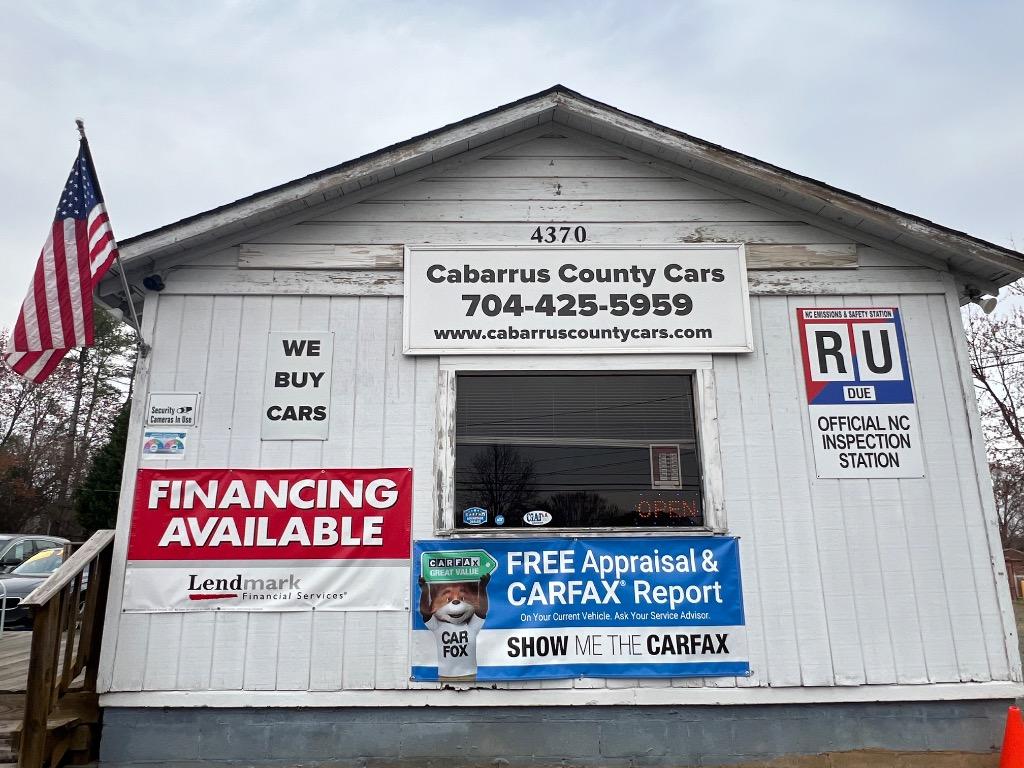 4370
Cabarrus County Cars
704-425-5959
www.cabarruscountycars.com
WE
BUY
CARS
Security
Cameras In Use
NC EMISSIONS & SAFETY STATION
R U
DUE
OFFICIAL NC
INSPECTION
STATION
OPEN
FINANCING
AVAILABLE
Lendmark
Financial Services®
CARFAX
GREAT VALUE
CAR
FOX
FREE Appraisal &
CARFAX® Report
On Your Current Vehicle. Ask Your Service Advisor.
SHOW ME THE CARFAX